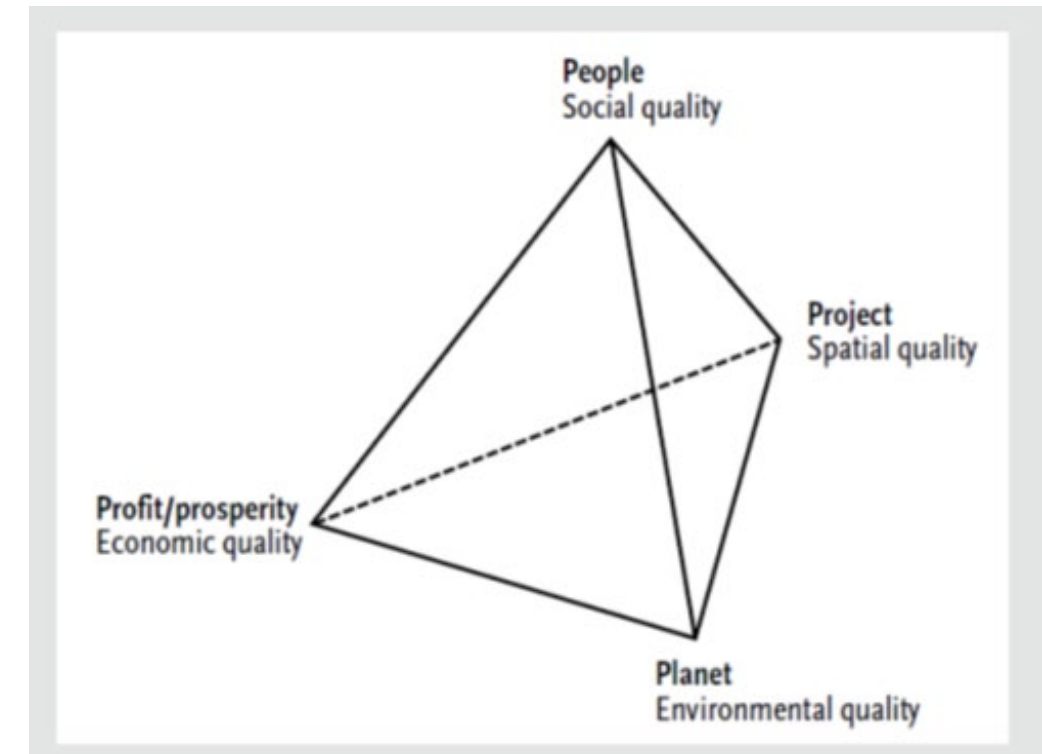 People
Social quality
Project
Spatial quality
Profit/prosperity
Economic quality
Planet
Environmental quality